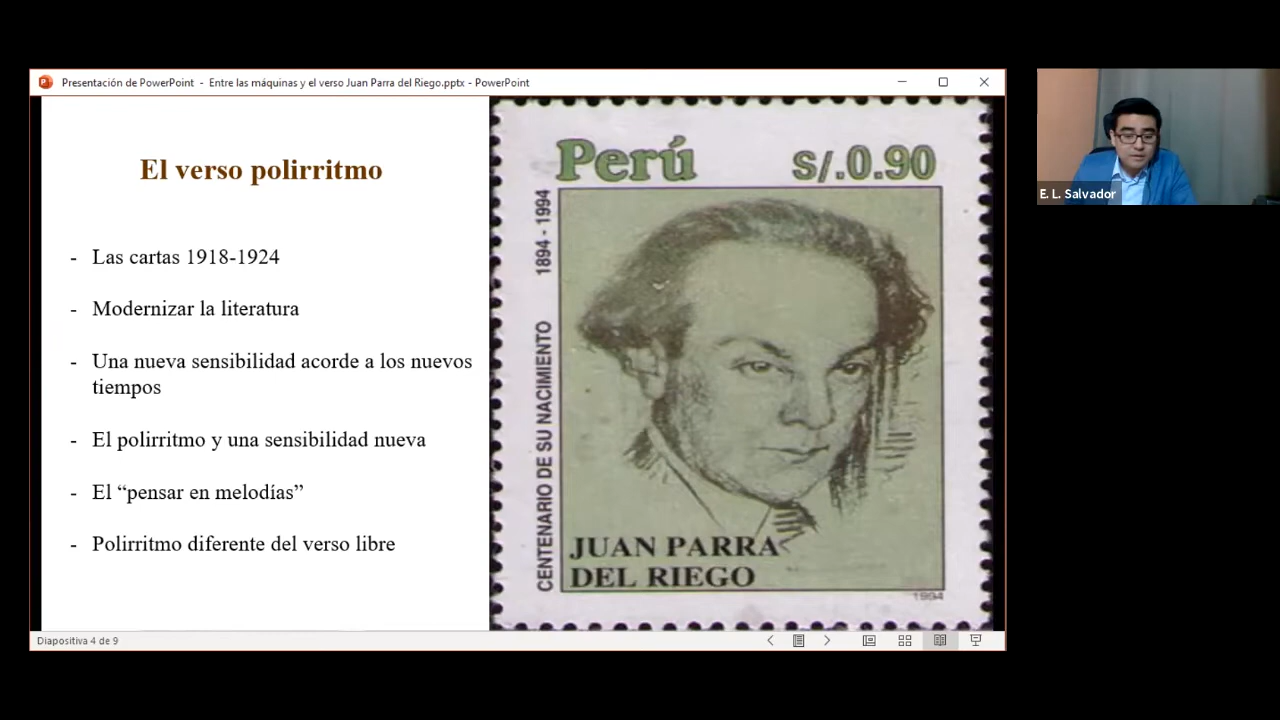 Presentación de PowerPoint - Entre las máquinas y el verso Juan Parra del Riego.pptx - PowerPoint
El verso polirritmo
- Las cartas 1918-1924
- Modernizar la literatura
- Una nueva sensibilidad acorde a los nuevos
tiempos
- El polirritmo y una sensibilidad nueva
- El “pensar en melodías”
- Polirritmo diferente del verso libre
Perú
S/.0.90
CENTENARIO DE SU NACIMIENTO 1894 - 1994
JUAN PARRA
DEL RIEGO
1994
E. L. Salvador
Diapositiva 4 de 9